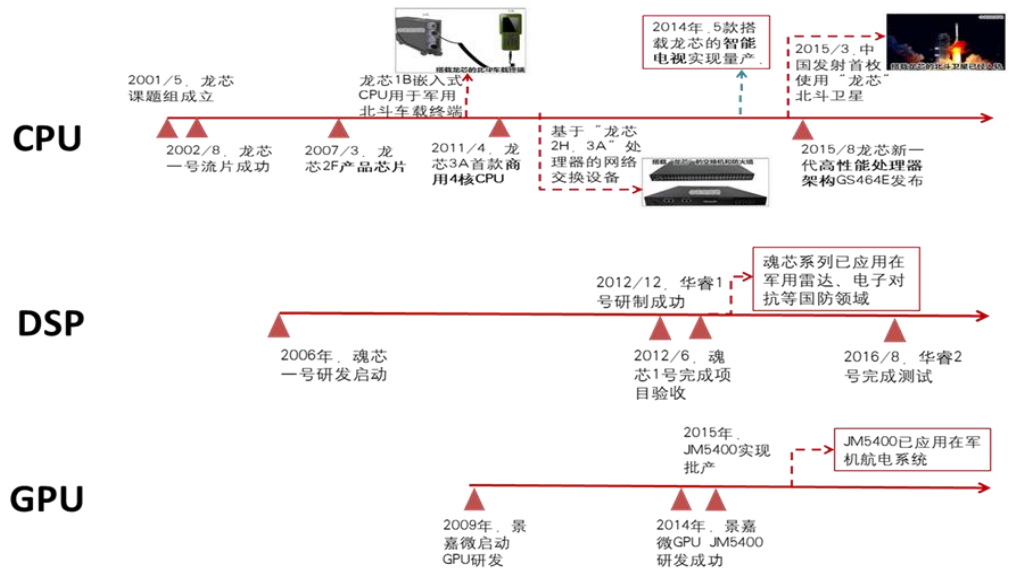 搭载龙芯的北斗车载终端
2014年，5款搭
载龙芯的智能
电视实现量产，
2015/3,中
国发射首枚
使用“龙芯”
北斗卫星
2001/5，龙芯
课题组成立
龙芯1B嵌入式
CPU用于军用
北斗车载终端
CPU
2002/8，龙芯
一号流片成功
2007/3，龙
芯2F产品芯片
2011/4，龙
芯3A首款商
用4核CPU
基于“龙芯
2H，3A”处
理器的网络
交换设备
2015/8龙芯新一
代高性能处理器
架构GS464E发布
2012/12，华睿1
号研制成功
魂芯系列已应用在
军用雷达、电子对
抗等国防领域
DSP
2006年，魂芯
一号研发启动
2012/6，魂
芯1号完成项
目验收
2016/8，华睿2
号完成测试
2015年，
JM5400实现
批产
JM5400已应用在军
机航电系统
GPU
2009年，景
嘉微启动
GPU研发
2014年，景嘉
微GPU JM5400
研发成功